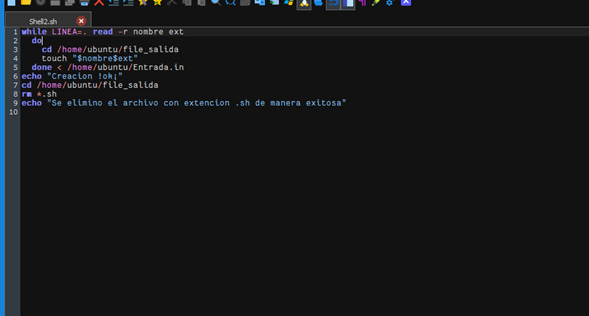 Shell2.sh
1 while LINEA=. read -r nombre ext
2 do
3 cd /home/ubuntu/file_salida
4 touch "$nombre$ext"
5 done < /home/ubuntu/Entrada.in
6 echo "Creacion !ok¡"
7 cd /home/ubuntu/file_salida
8 rm *.sh
9 echo "Se elimino el archivo con extencion .sh de manera exitosa"
10